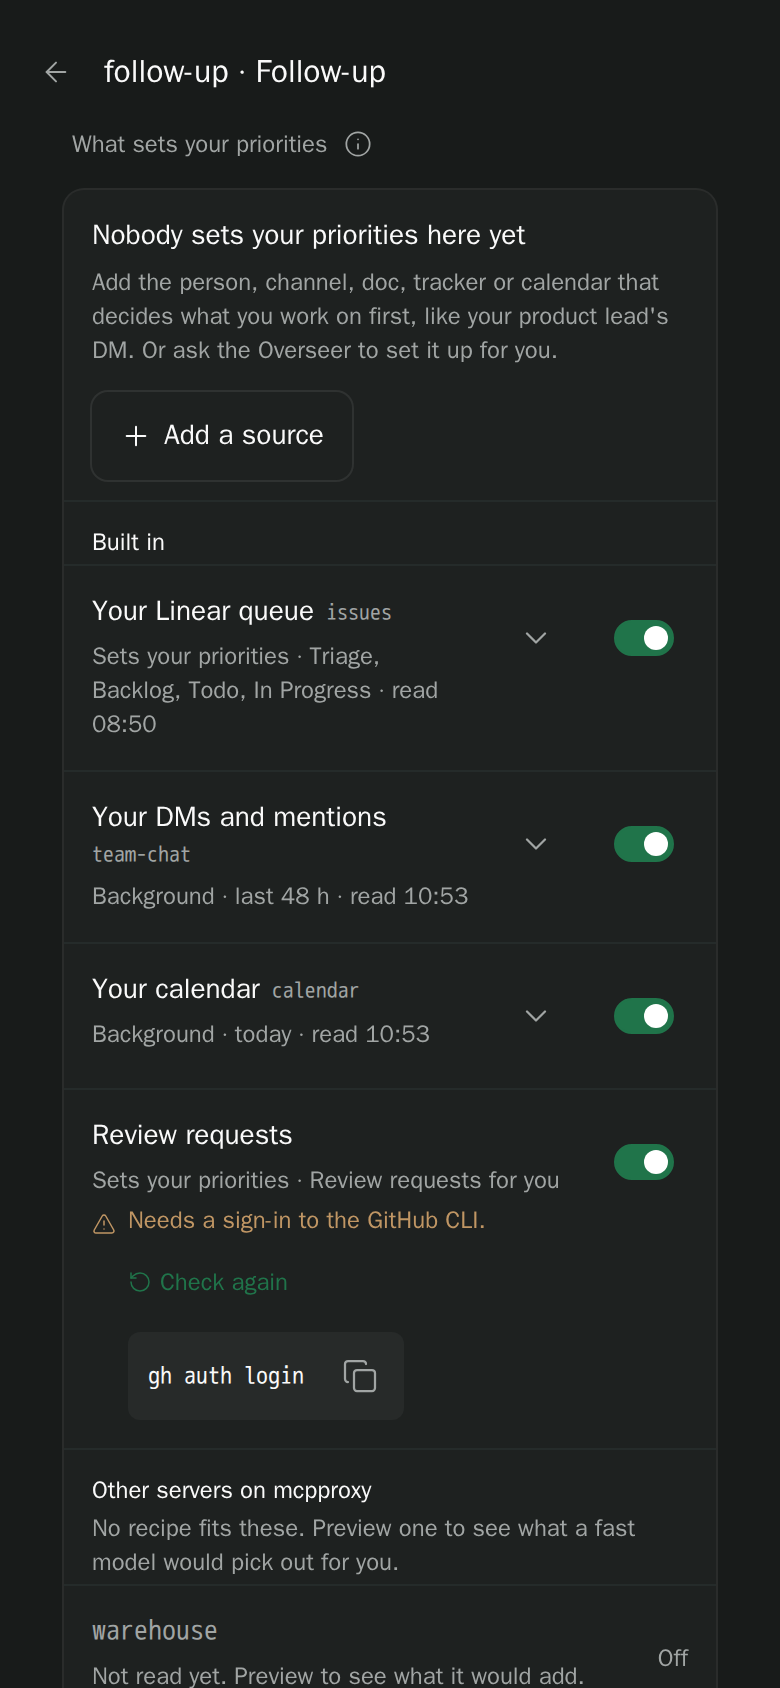 follow-up · Follow-up
What sets your priorities
Nobody sets your priorities here yet
Add the person, channel, doc, tracker or calendar that
decides what you work on first, like your product lead's
DM. Or ask the Overseer to set it up for you.
Add a source
Built in
Your Linear queue issues
Sets your priorities · Triage,
Backlog, Todo, In Progress · read
08:50
Your DMs and mentions
team-chat
Background · last 48 h · read 10:53
Your calendar calendar
Background · today · read 10:53
Review requests
Sets your priorities · Review requests for you
Needs a sign-in to the GitHub CLI.
Check again
gh auth login
Other servers on mcpproxy
No recipe fits these. Preview one to see what a fast
model would pick out for you.
warehouse
Off
Not read yet. Preview to see what it would add.